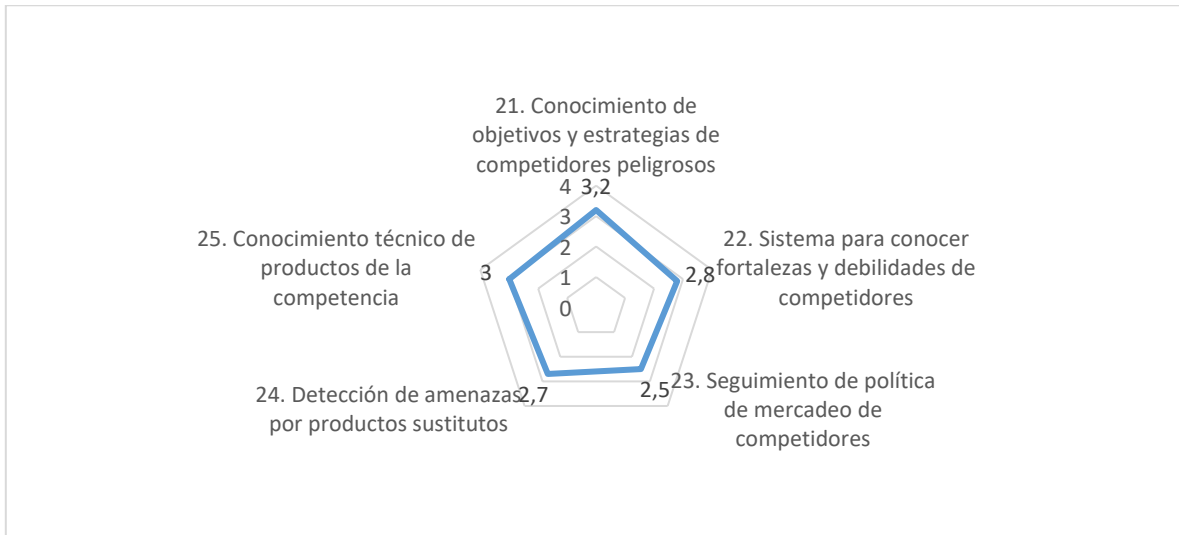 21. Conocimiento de
objetivos y estrategias de
competidores peligrosos
4
3,2
3
2
1
0
22. Sistema para conocer
fortalezas y debilidades de
competidores
2,8
23. Seguimiento de política
de mercadeo de
competidores
2,5
24. Detección de amenazas
por productos sustitutos
2,7
25. Conocimiento técnico de
productos de la
competencia
3